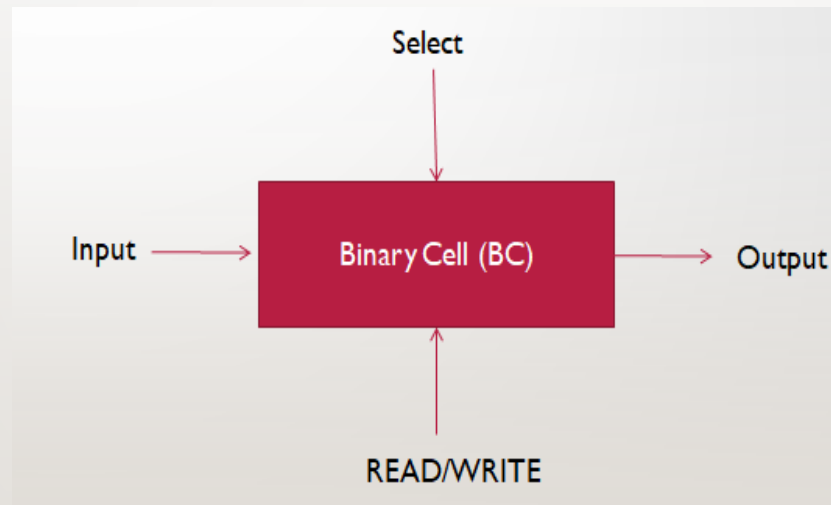 Select
Input
Binary Cell (BC)
Output
READ/WRITE